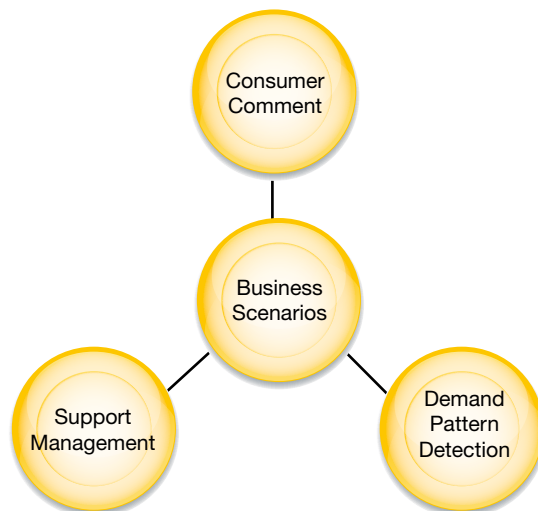 Consumer
Comment
Business
Scenarios
Support
Management
Demand
Pattern
Detection